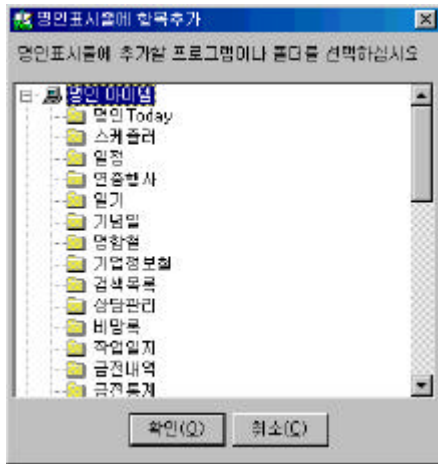 명인표시줄에 항목추가
명인표시줄에 추가할 프로그램이나 폴더를 선택하십시오
명인 아이템
명인Today
스케줄러
일정
연중행사
일기
기념일
명함철
기업정보철
검색목록
상담관리
비망록
작업일지
금전내역
금전통계
확인(O)
취소(C)